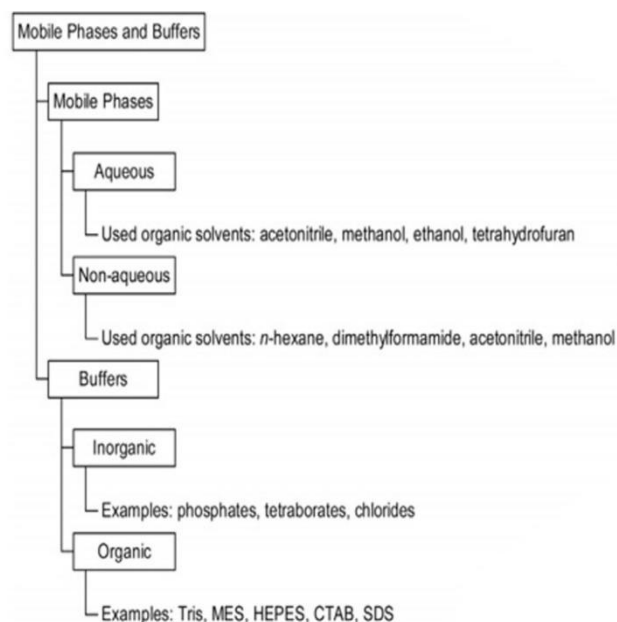 Mobile Phases and Buffers
Mobile Phases
Aqueous
Used organic solvents: acetonitrile, methanol, ethanol, tetrahydrofuran
Non-aqueous
Used organic solvents: n-hexane, dimethylformamide, acetonitrile, methanol
Buffers
Inorganic
Examples: phosphates, tetraborates, chlorides
Organic
Examples: Tris, MES, HEPES, CTAB, SDS